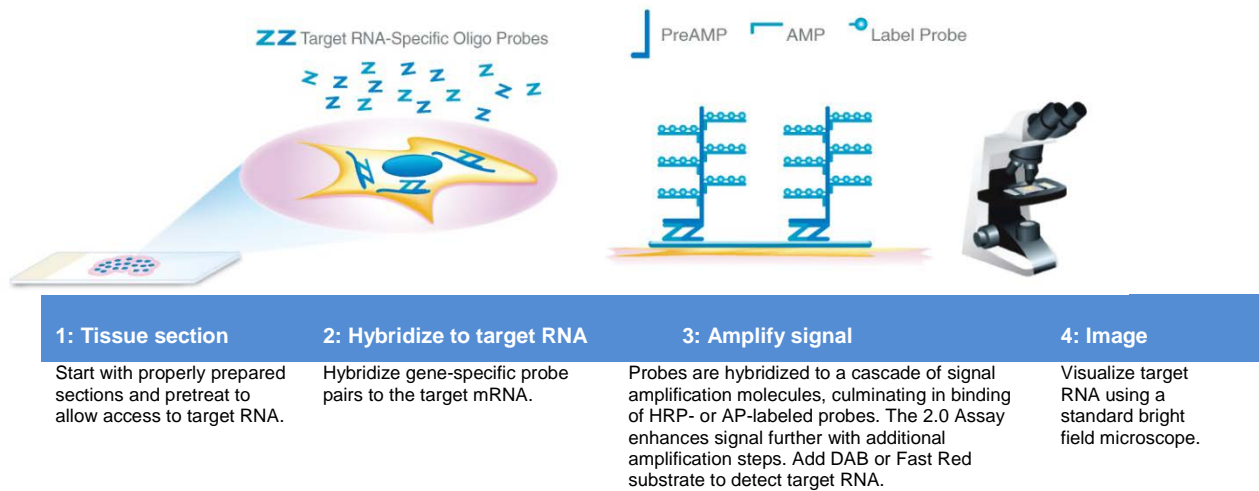 ZZ Target RNA-Specific Oligo Probes
PreAMP AMP Label Probe
1: Tissue section
Start with properly prepared
sections and pretreat to
allow access to target RNA.
2: Hybridize to target RNA
Hybridize gene-specific probe
pairs to the target mRNA.
3: Amplify signal
Probes are hybridized to a cascade of signal
amplification molecules, culminating in binding
of HRP- or AP-labeled probes. The 2.0 Assay
enhances signal further with additional
amplification steps. Add DAB or Fast Red
substrate to detect target RNA.
4: Image
Visualize target
RNA using a
standard bright
field microscope.